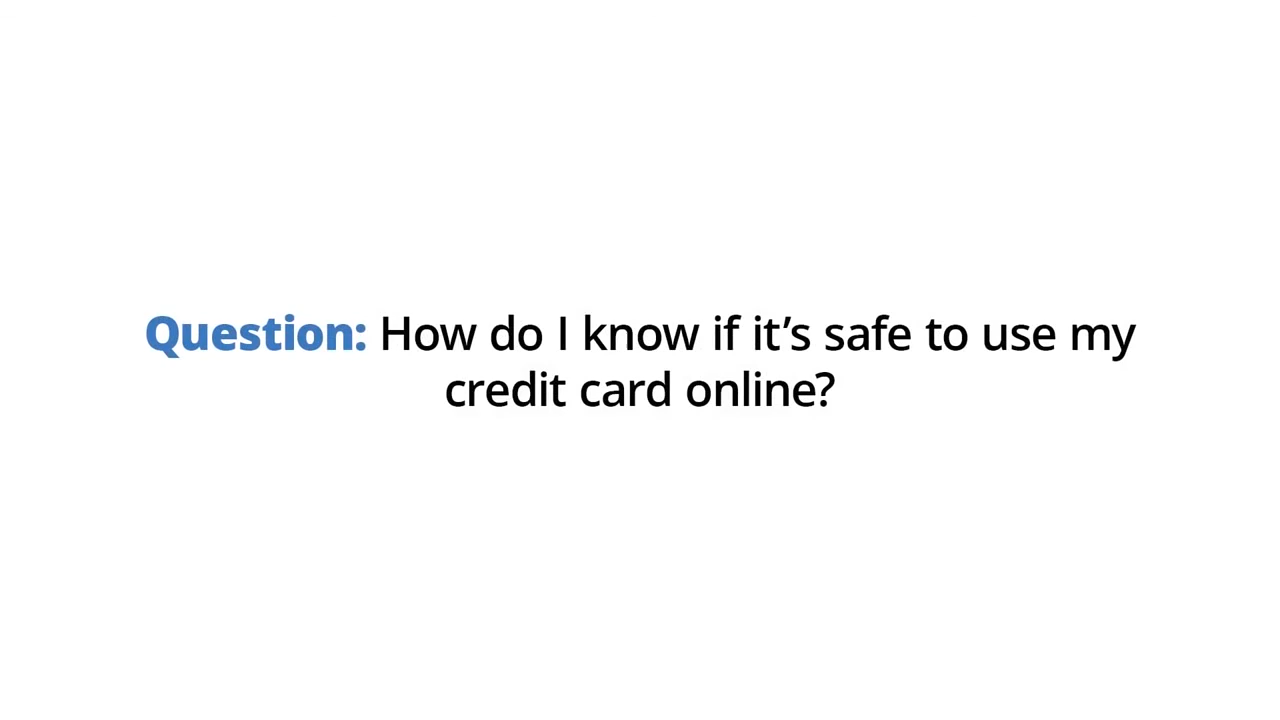 Question: How do I know if it’s safe to use my
credit card online?